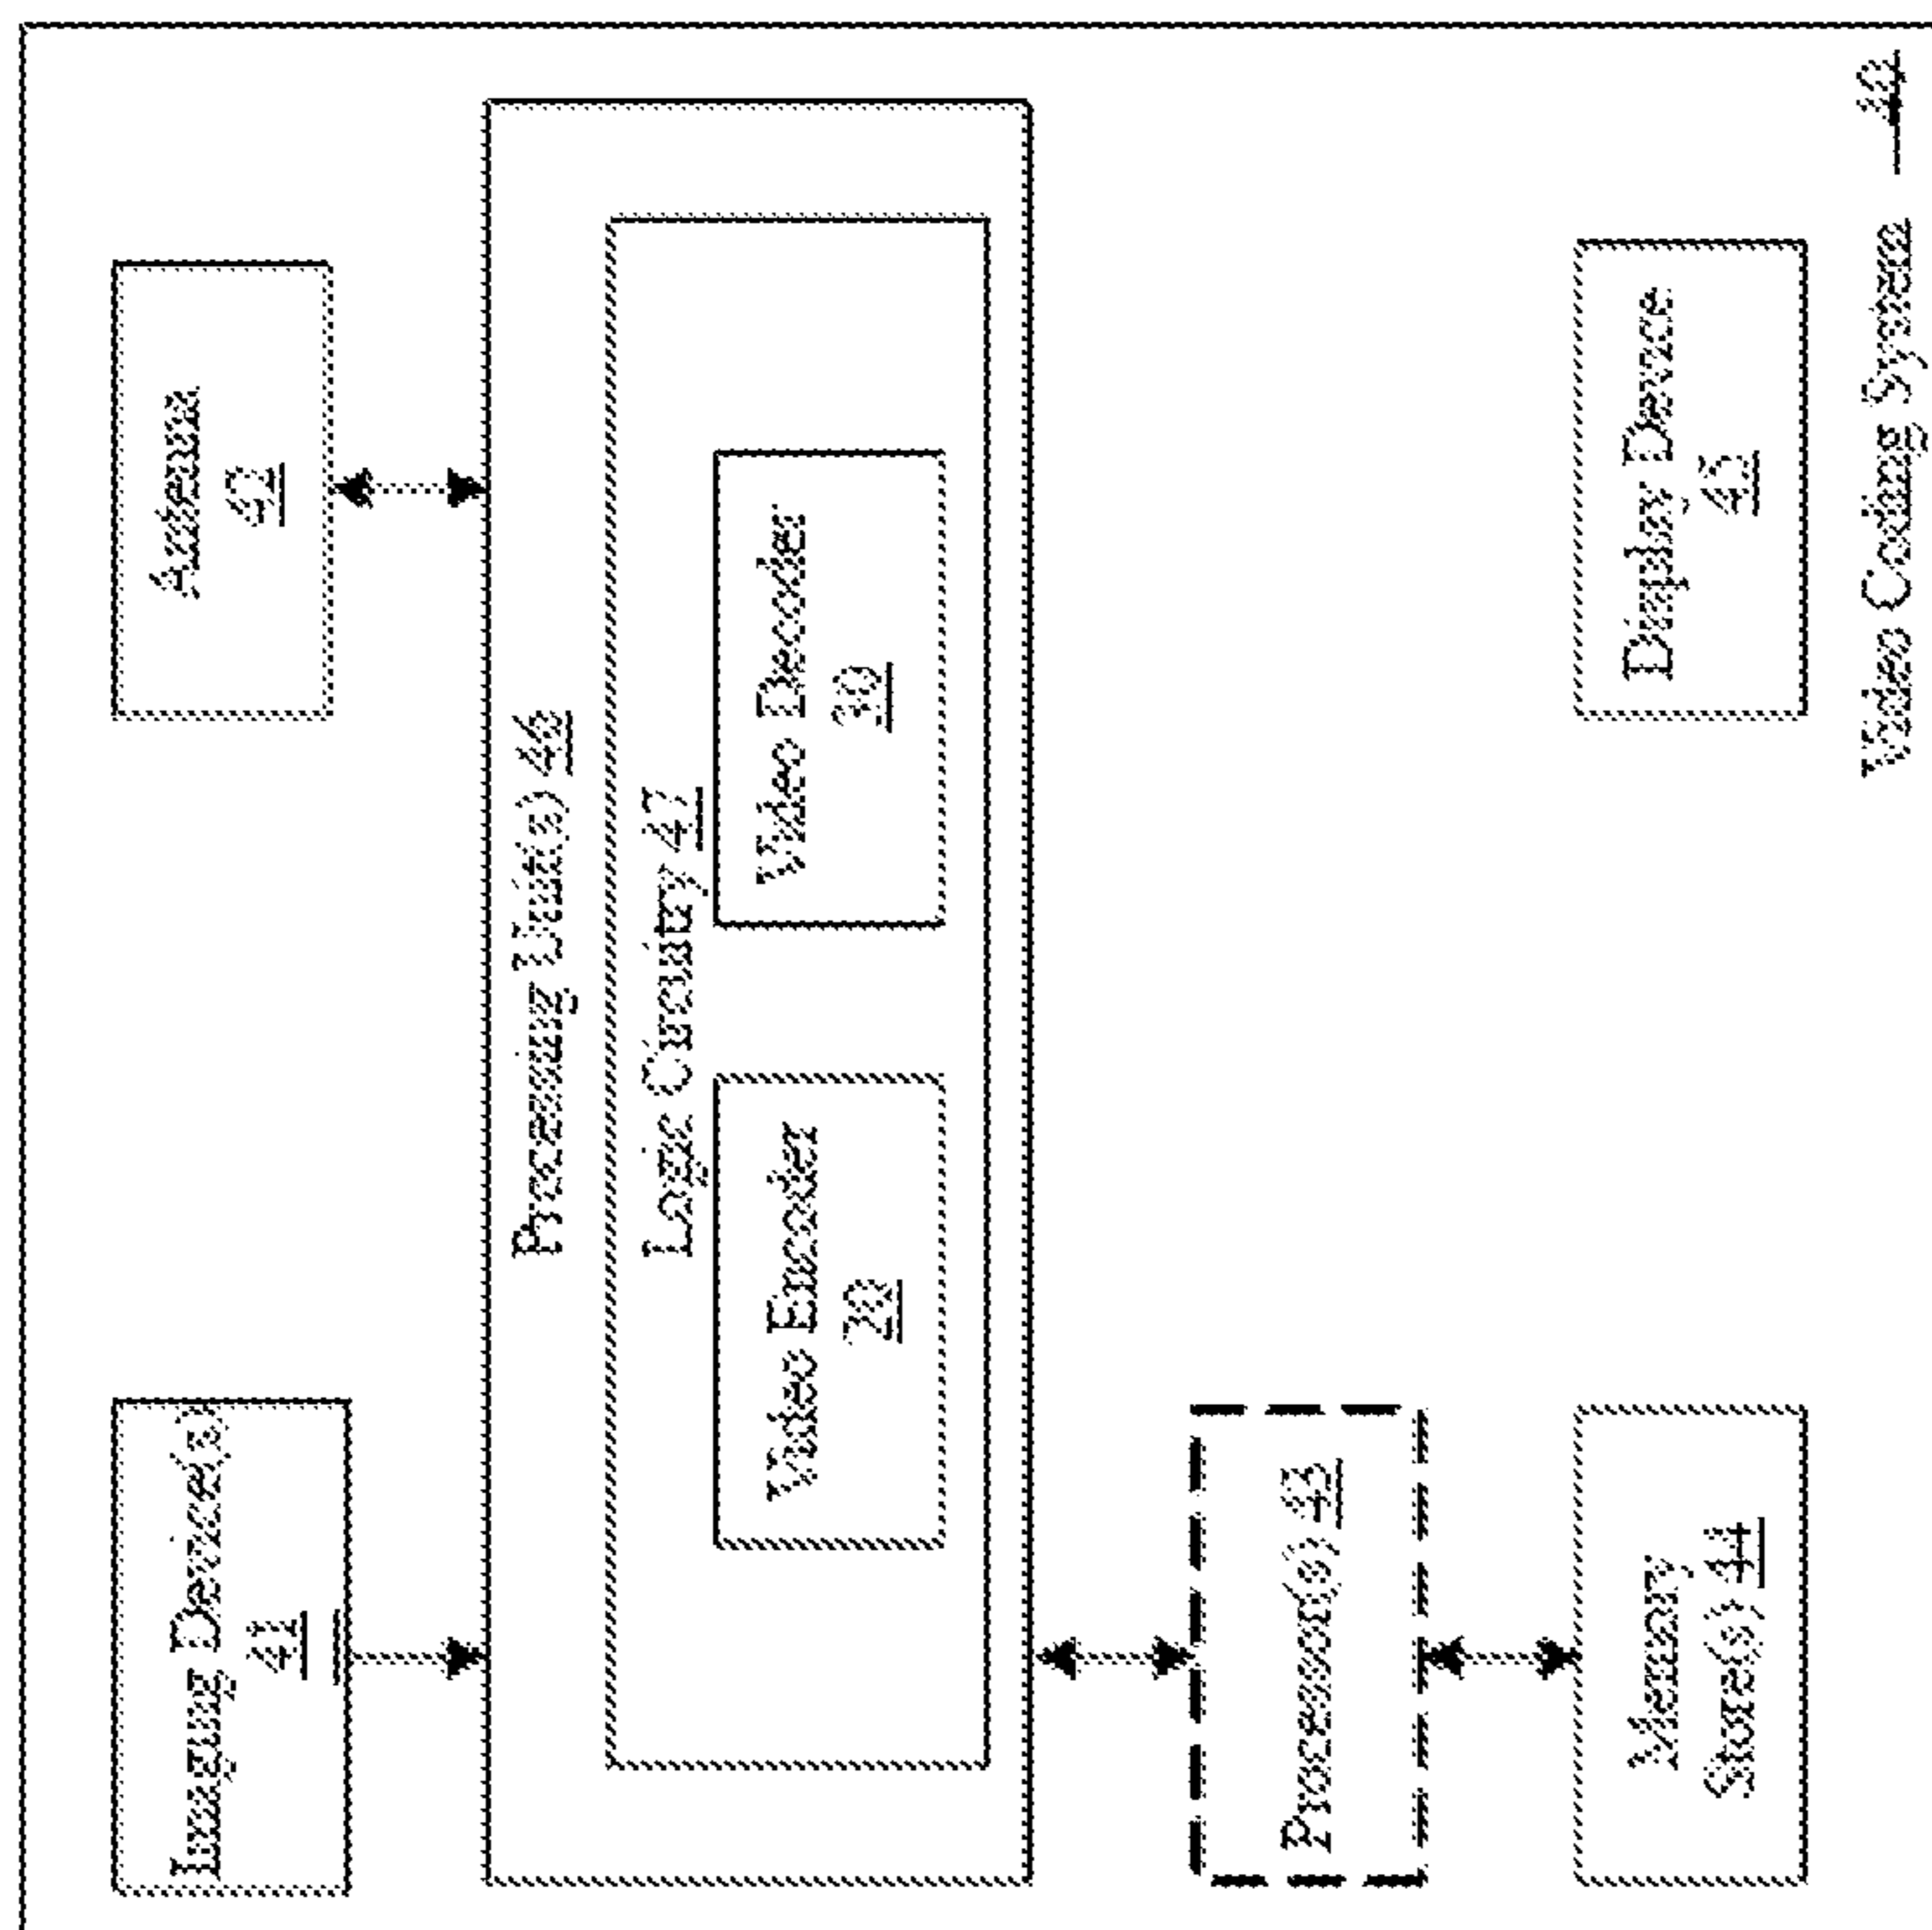 Imaging Device(s)
41
Antenna
42
Processing Unit(s) 46
Logic Circuitry 47
Video Encoder
20
Video Decoder
30
Processor(s) 43
Memory
Store(s) 44
Display Device
45
Video Coding System 40